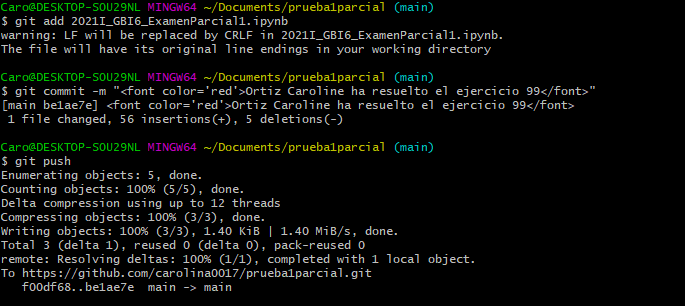 Caro@DESKTOP-SOU29NL MINGW64 ~/Documents/prueba1parcial (main)
$ git add 2021I_GBI6_ExamenParcial1.ipynb
warning: LF will be replaced by CRLF in 2021I_GBI6_ExamenParcial1.ipynb.
The file will have its original line endings in your working directory
Caro@DESKTOP-SOU29NL MINGW64 ~/Documents/prueba1parcial (main)
$ git commit -m "<font color='red'>Ortiz Caroline ha resuelto el ejercicio 99</font>"
[main be1ae7e] <font color='red'>Ortiz Caroline ha resuelto el ejercicio 99</font>
1 file changed, 56 insertions(+), 5 deletions(-)
Caro@DESKTOP-SOU29NL MINGW64 ~/Documents/prueba1parcial (main)
$ git push
Enumerating objects: 5, done.
Counting objects: 100% (5/5), done.
Delta compression using up to 12 threads
Compressing objects: 100% (3/3), done.
Writing objects: 100% (3/3), 1.40 KiB | 1.40 MiB/s, done.
Total 3 (delta 1), reused 0 (delta 0), pack-reused 0
remote: Resolving deltas: 100% (1/1), completed with 1 local object.
To https://github.com/carolina0017/prueba1parcial.git
f00df68..be1ae7e  main -> main